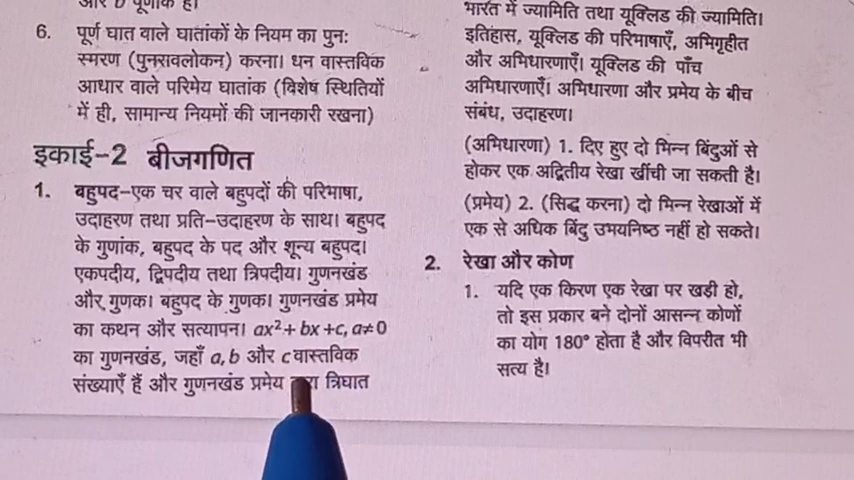 और b पूर्णांक हों।
6. पूर्ण घात वाले घातांकों के नियम का पुन:
स्मरण (पुनरावलोकन) करना। धन वास्तविक
आधार वाले परिमेय घातांक (विशेष स्थितियों
में ही, सामान्य नियमों की जानकारी रखना)
इकाई-2 बीजगणित
1. बहुपद-एक चर वाले बहुपदों की परिभाषा,
उदाहरण तथा प्रति-उदाहरण के साथ। बहुपद
के गुणांक, बहुपद के पद और शून्य बहुपद।
एकपदीय, द्विपदीय तथा त्रिपदीय। गुणनखंड
और गुणक। बहुपद के गुणक। गुणनखंड प्रमेय
का कथन और सत्यापन। ax²+ bx +c, a≠0
का गुणनखंड, जहाँ a, b और c वास्तविक
संख्याएँ हैं और गुणनखंड प्रमेय त्रिघात
भारत में ज्यामिति तथा यूक्लिड की ज्यामिति।
इतिहास, यूक्लिड की परिभाषाएँ, अभिगृहीत
और अभिधारणाएँ। यूक्लिड की पाँच
अभिधारणाएँ। अभिधारणा और प्रमेय के बीच
संबंध, उदाहरण।
(अभिधारणा) 1. दिए हुए दो भिन्न बिंदुओं से
होकर एक अद्वितीय रेखा खींची जा सकती है।
(प्रमेय) 2. (सिद्ध करना) दो भिन्न रेखाओं में
एक से अधिक बिंदु उभयनिष्ठ नहीं हो सकते।
2. रेखा और कोण
1. यदि एक किरण एक रेखा पर खड़ी हो,
तो इस प्रकार बने दोनों आसन्न कोणों
का योग 180° होता है और विपरीत भी
सत्य है।